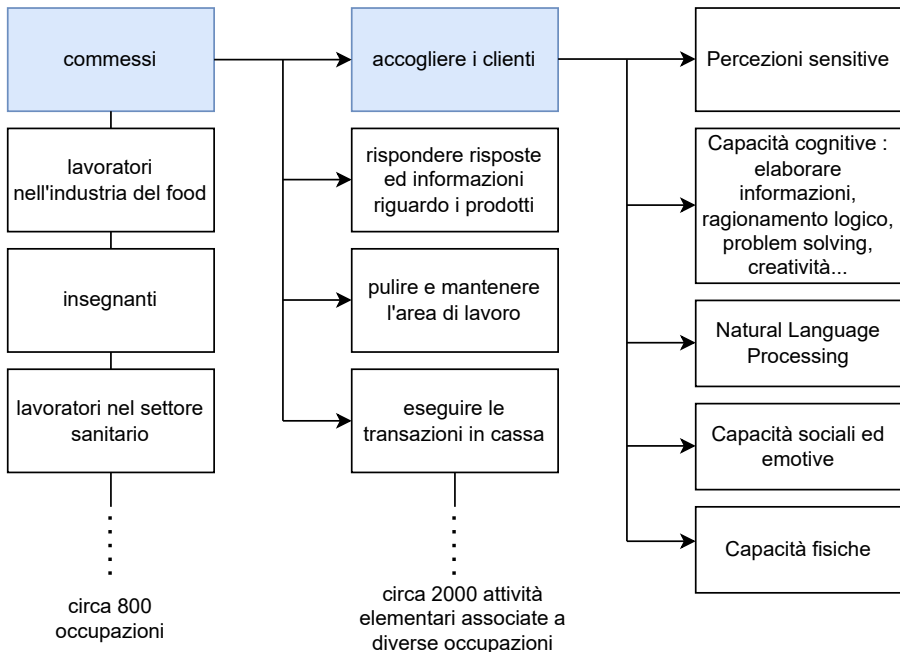 commessi
lavoratori
nell'industria del food
insegnanti
lavoratori nel settore
sanitario
circa 800
occupazioni
accogliere i clienti
rispondere risposte
ed informazioni
riguardo i prodotti
pulire e mantenere
l'area di lavoro
eseguire le
transazioni in cassa
circa 2000 attività
elementari associate a
diverse occupazioni
Percezioni sensitive
Capacità cognitive :
elaborare
informazioni,
ragionamento logico,
problem solving,
creatività...
Natural Language
Processing
Capacità sociali ed
emotive
Capacità fisiche